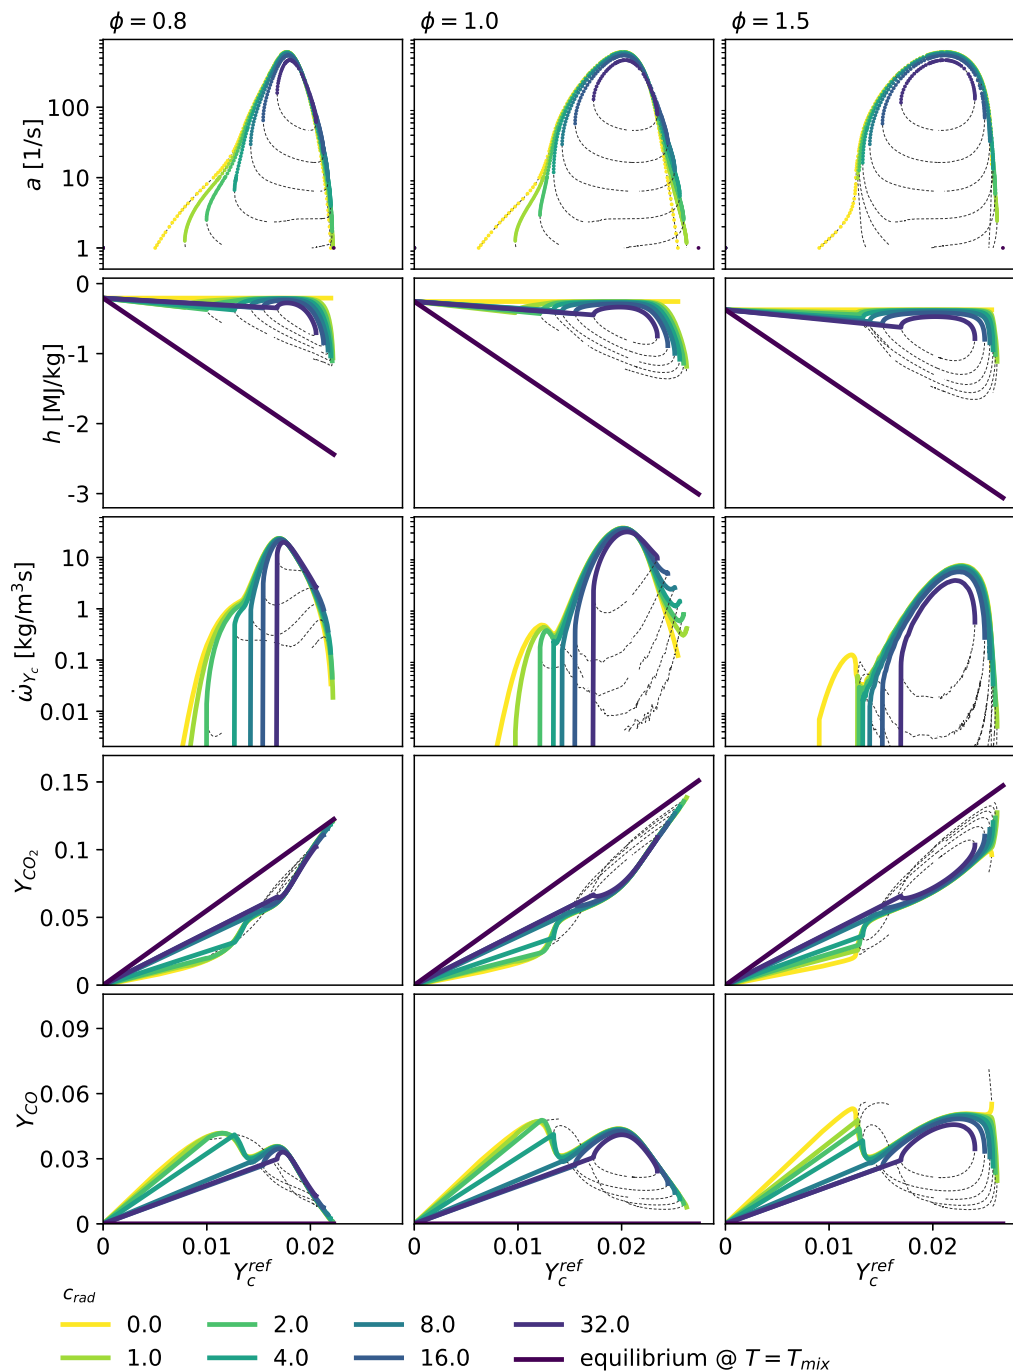 ϕ = 0.8
ϕ = 1.0
ϕ = 1.5
100
10
1
a [1/s]
0
-1
-2
-3
h [MJ/kg]
10
1
0.1
0.01
ω̇_{Y_c} [kg/m³s]
0.15
0.1
0.05
0
Y_{CO₂}
0.09
0.06
0.03
0
Y_{CO}
0 0.01 0.02
0 0.01 0.02
0 0.01 0.02
Y_c^{ref}
Y_c^{ref}
Y_c^{ref}
c_{rad}
0.0 2.0 8.0 32.0
1.0 4.0 16.0 equilibrium @ T = T_{mix}